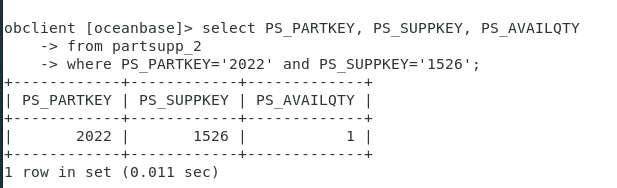 obclient [oceanbase]> select PS_PARTKEY, PS_SUPPKEY, PS_AVAILQTY
    -> from partsupp_2
    -> where PS_PARTKEY='2022' and PS_SUPPKEY='1526';
+------------+------------+-------------+
| PS_PARTKEY | PS_SUPPKEY | PS_AVAILQTY |
+------------+------------+-------------+
|       2022 |       1526 |           1 |
+------------+------------+-------------+
1 row in set (0.011 sec)